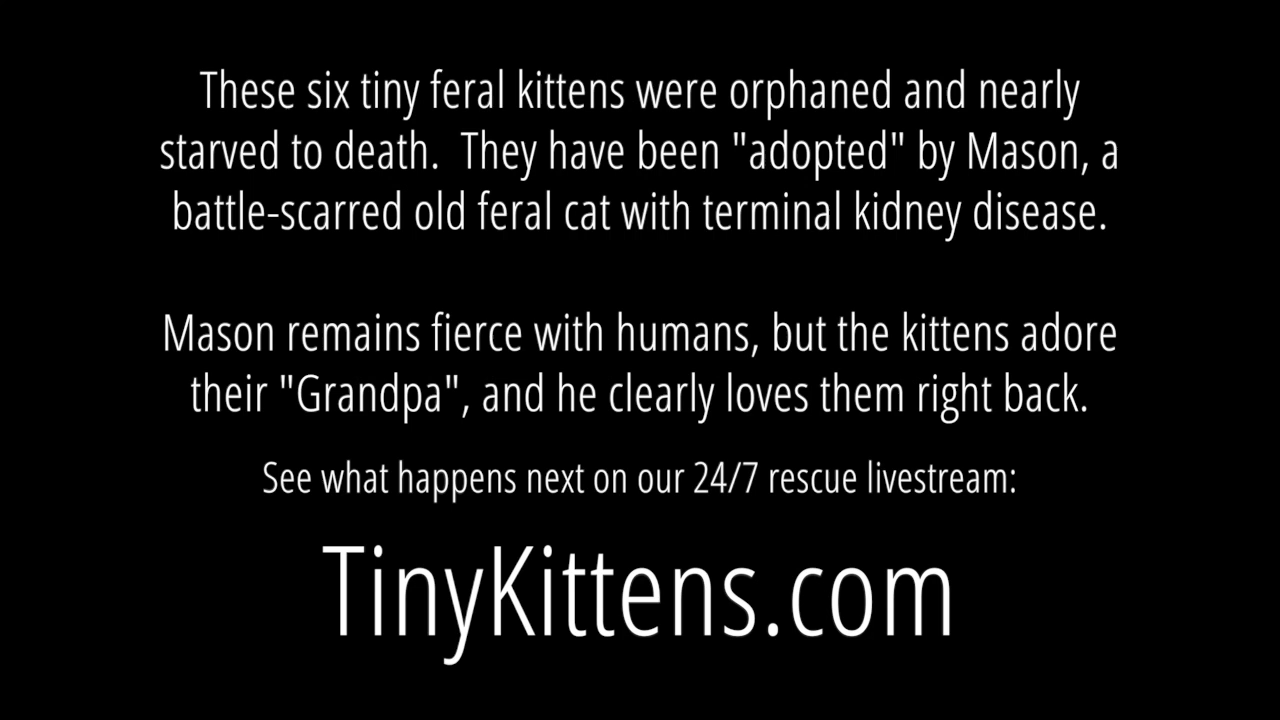 These six tiny feral kittens were orphaned and nearly
starved to death.  They have been "adopted" by Mason, a
battle-scarred old feral cat with terminal kidney disease.
Mason remains fierce with humans, but the kittens adore
their "Grandpa", and he clearly loves them right back.
See what happens next on our 24/7 rescue livestream:
TinyKittens.com